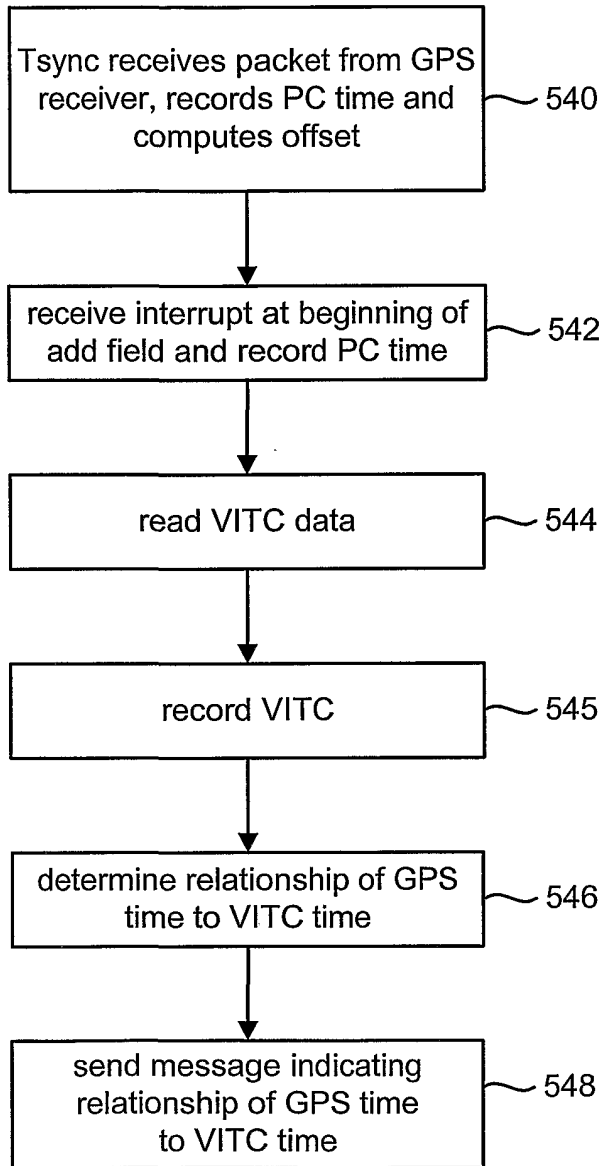 Tsync receives packet from GPS
receiver, records PC time and
computes offset
540
receive interrupt at beginning of
add field and record PC time
542
read VITC data
544
record VITC
545
determine relationship of GPS
time to VITC time
546
send message indicating
relationship of GPS time
to VITC time
548